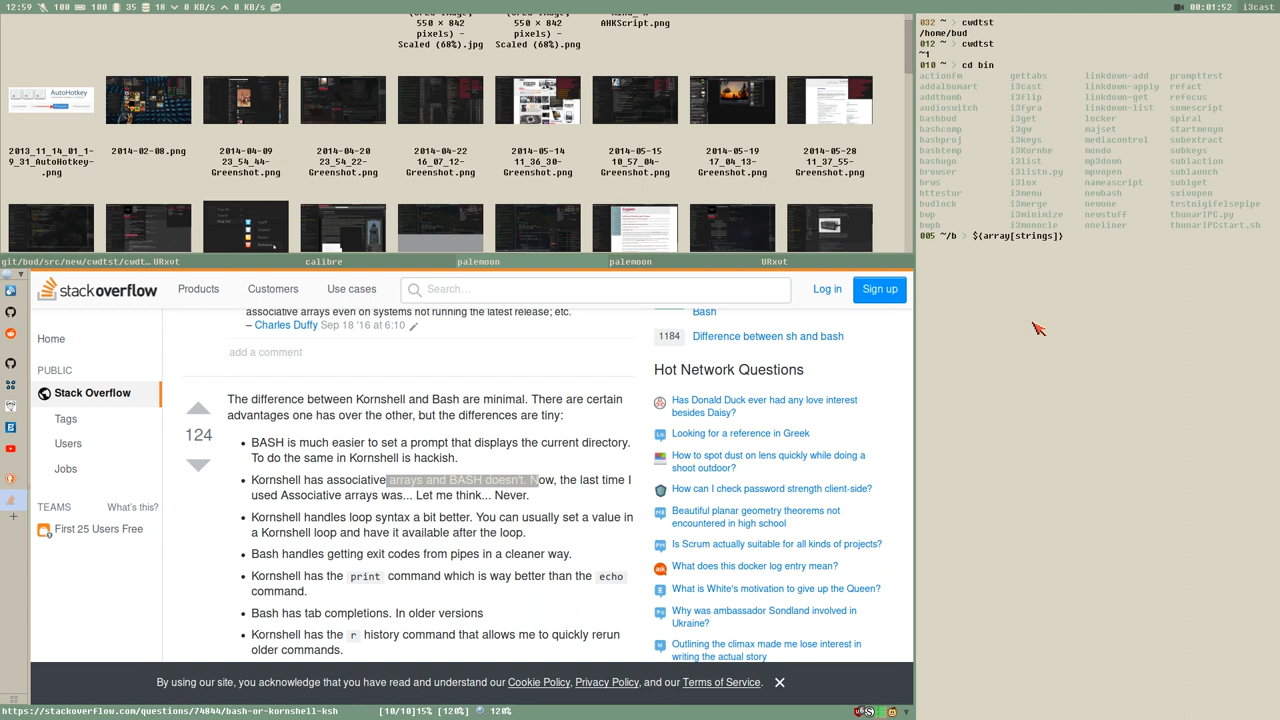 12:59 100 100 35 18 0 KB/s 0 KB/s
00:01:52 i3cast
550 × 842
pixels) –
Scaled (68%).jpg
550 × 842
pixels) –
Scaled (68%).png
AHKScript.png
AutoHotkey
2013_11_14_01_1-
9_31_AutoHotkey-
.png
2014-02-08.png
2014-04-09
23_54_44-
Greenshot.png
2014-04-20
23_54_22-
Greenshot.png
2014-04-22
16_07_12-
Greenshot.png
2014-05-14
11_36_30-
Greenshot.png
2014-05-15
10_57_04-
Greenshot.png
2014-05-19
17_04_13-
Greenshot.png
2014-05-28
11_37_55-
Greenshot.png
git/bud/src/new/cwdtst/cwdt… URxvt calibre palemoon palemoon URxvt
stackoverflow Products Customers Use cases Search... Log in Sign up
Home
PUBLIC
Stack Overflow
Tags
Users
Jobs
TEAMS What's this?
First 25 Users Free
associative arrays even on systems not running the latest release; etc.
– Charles Duffy Sep 18 '16 at 6:10
add a comment
124
The difference between Kornshell and Bash are minimal. There are certain
advantages one has over the other, but the differences are tiny:
• BASH is much easier to set a prompt that displays the current directory.
To do the same in Kornshell is hackish.
• Kornshell has associative arrays and BASH doesn't. Now, the last time I
used Associative arrays was... Let me think... Never.
• Kornshell handles loop syntax a bit better. You can usually set a value in
a Kornshell loop and have it available after the loop.
• Bash handles getting exit codes from pipes in a cleaner way.
• Kornshell has the print command which is way better than the echo
command.
• Bash has tab completions. In older versions
• Kornshell has the r history command that allows me to quickly rerun
older commands.
Bash
1184 Difference between sh and bash
Hot Network Questions
Has Donald Duck ever had any love interest
besides Daisy?
Looking for a reference in Greek
How to spot dust on lens quickly while doing a
shoot outdoor?
How can I check password strength client-side?
Beautiful planar geometry theorems not
encountered in high school
Is Scrum actually suitable for all kinds of projects?
What does this docker log entry mean?
What is White's motivation to give up the Queen?
Why was ambassador Sondland involved in
Ukraine?
Outlining the climax made me lose interest in
writing the actual story
By using our site, you acknowledge that you have read and understand our Cookie Policy, Privacy Policy, and our Terms of Service.
https://stackoverflow.com/questions/74844/bash-or-kornshell-ksh [10/10]15% [120%] 120%
032 ~ > cwdtst
/home/bud
012 ~ > cwdtst
~1
010 ~ > cd bin
actionfm gettabs linkdown-add prompttest
addalbumart i3cast linkdown-apply refact
addthumb i3flip linkdown-get refocus
audioswitch i3fyra linkdown-list somescript
bashbud i3get locker spiral
bashcomp i3gw majset startmenyn
bashproj i3keys mediacontrol subextract
bashtemp i3Kornhe mondo subkeys
bashugo i3list mp3down sublaction
browser i3listn.py mpvopen sublaunch
brws i3lox nameascript sublget
bttestur i3menu newbash sxivopen
budlock i3merge newone testnigifelsepipe
bwp i3minimize newstuff thunarIPC.py
bwpb i3monocle oneliner thunarIPCstart.sh
005 ~/b > ${array[strings]}